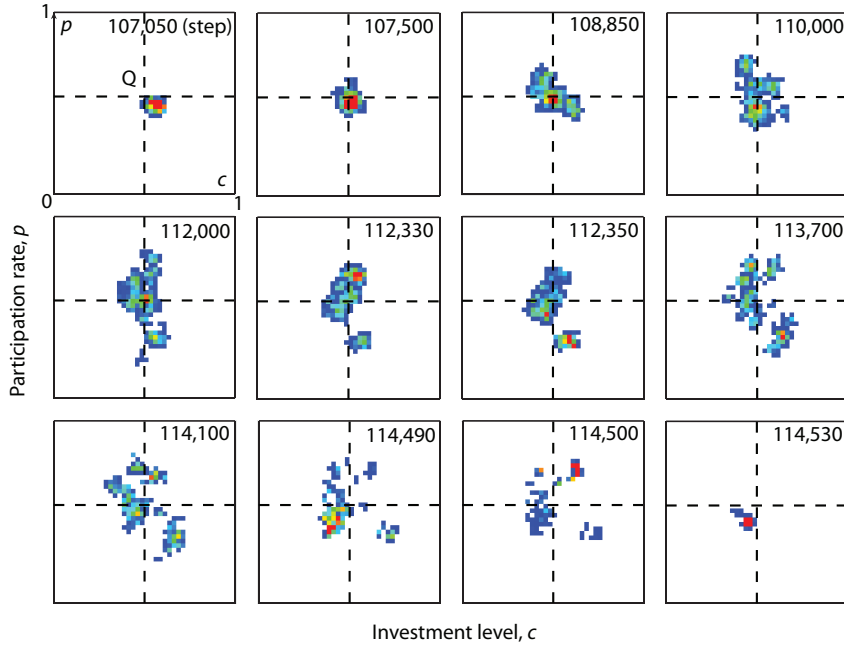 1
p
107,050 (step)
107,500
108,850
110,000
Q
c
0
1
112,000
112,330
112,350
113,700
Participation rate, p
114,100
114,490
114,500
114,530
Investment level, c